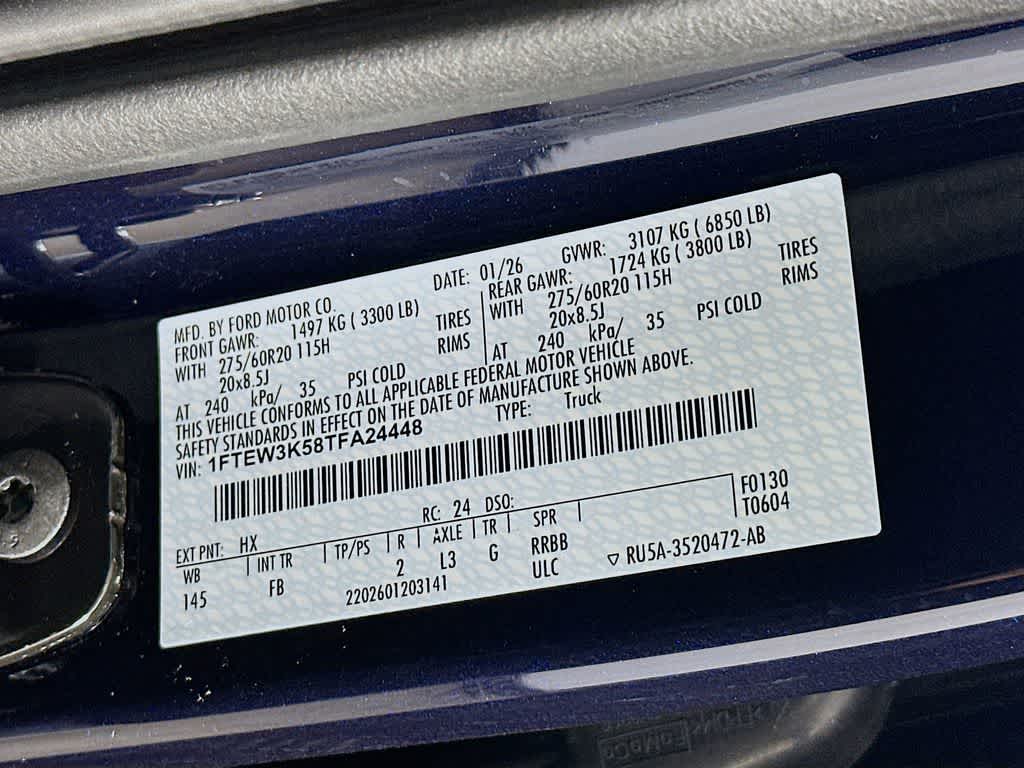 MFD. BY FORD MOTOR CO. DATE: 01/26 GVWR: 3107 KG ( 6850 LB)
FRONT GAWR: 1497 KG ( 3300 LB) REAR GAWR: 1724 KG ( 3800 LB)
WITH 275/60R20 115H TIRES WITH 275/60R20 115H TIRES
20x8.5J RIMS 20x8.5J RIMS
AT 240 kPa/ 35 PSI COLD AT 240 kPa/ 35 PSI COLD
THIS VEHICLE CONFORMS TO ALL APPLICABLE FEDERAL MOTOR VEHICLE
SAFETY STANDARDS IN EFFECT ON THE DATE OF MANUFACTURE SHOWN ABOVE.
VIN: 1FTEW3K58TFA24448 TYPE: Truck
F0130
T0604
EXT PNT: HX RC: 24 DSO:
WB INT TR TP/PS R AXLE TR SPR
145 FB 2 L3 G RRBB
ULC
2202601203141
RU5A-3520472-AB
FoMoCo